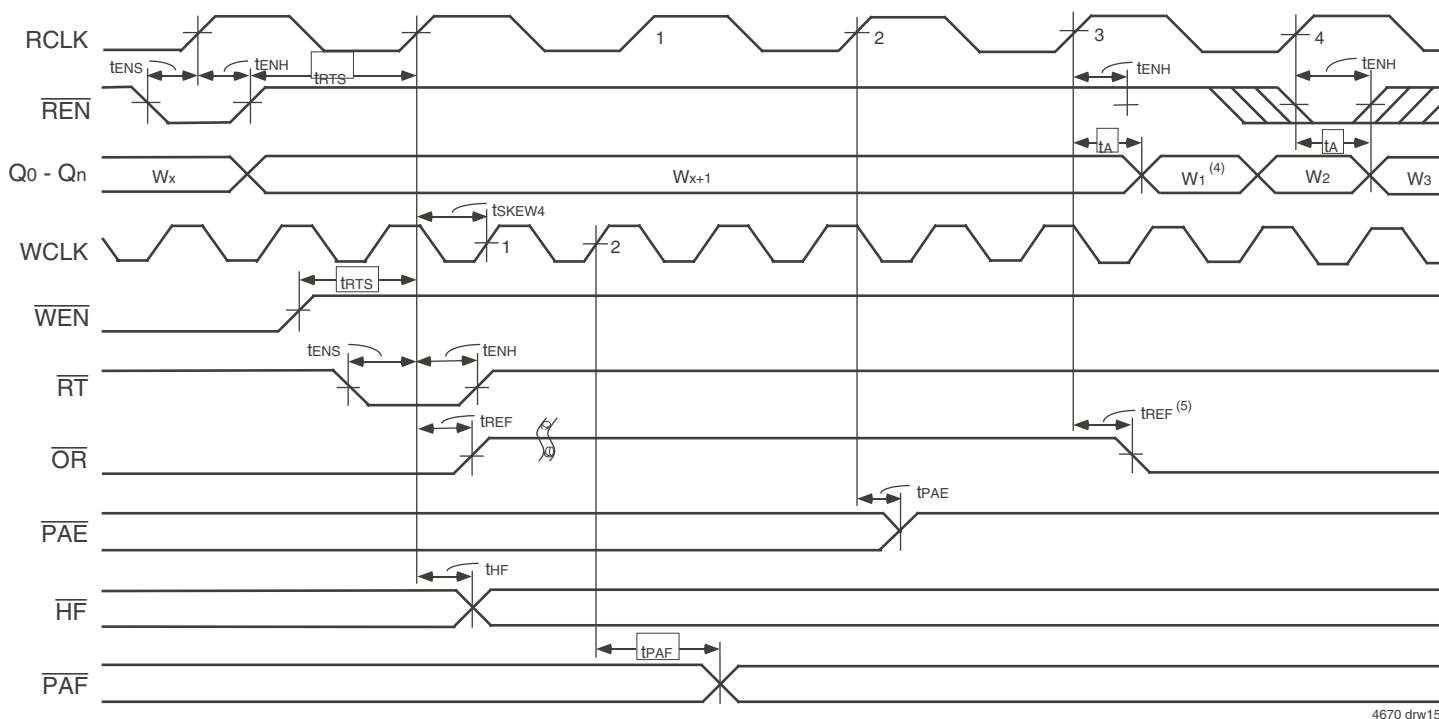 RCLK
1
2
3
4
tENS
tENH
tRTS
tENH
tENH
REN
tA
tA
Q0 - Qn
Wx
Wx+1
W1 (4)
W2
W3
tSKEW4
WCLK
1
2
tRTS
WEN
tENS
tENH
RT
tREF
tREF (5)
OR
tPAE
PAE
tHF
HF
tPAF
PAF
4670 drw15